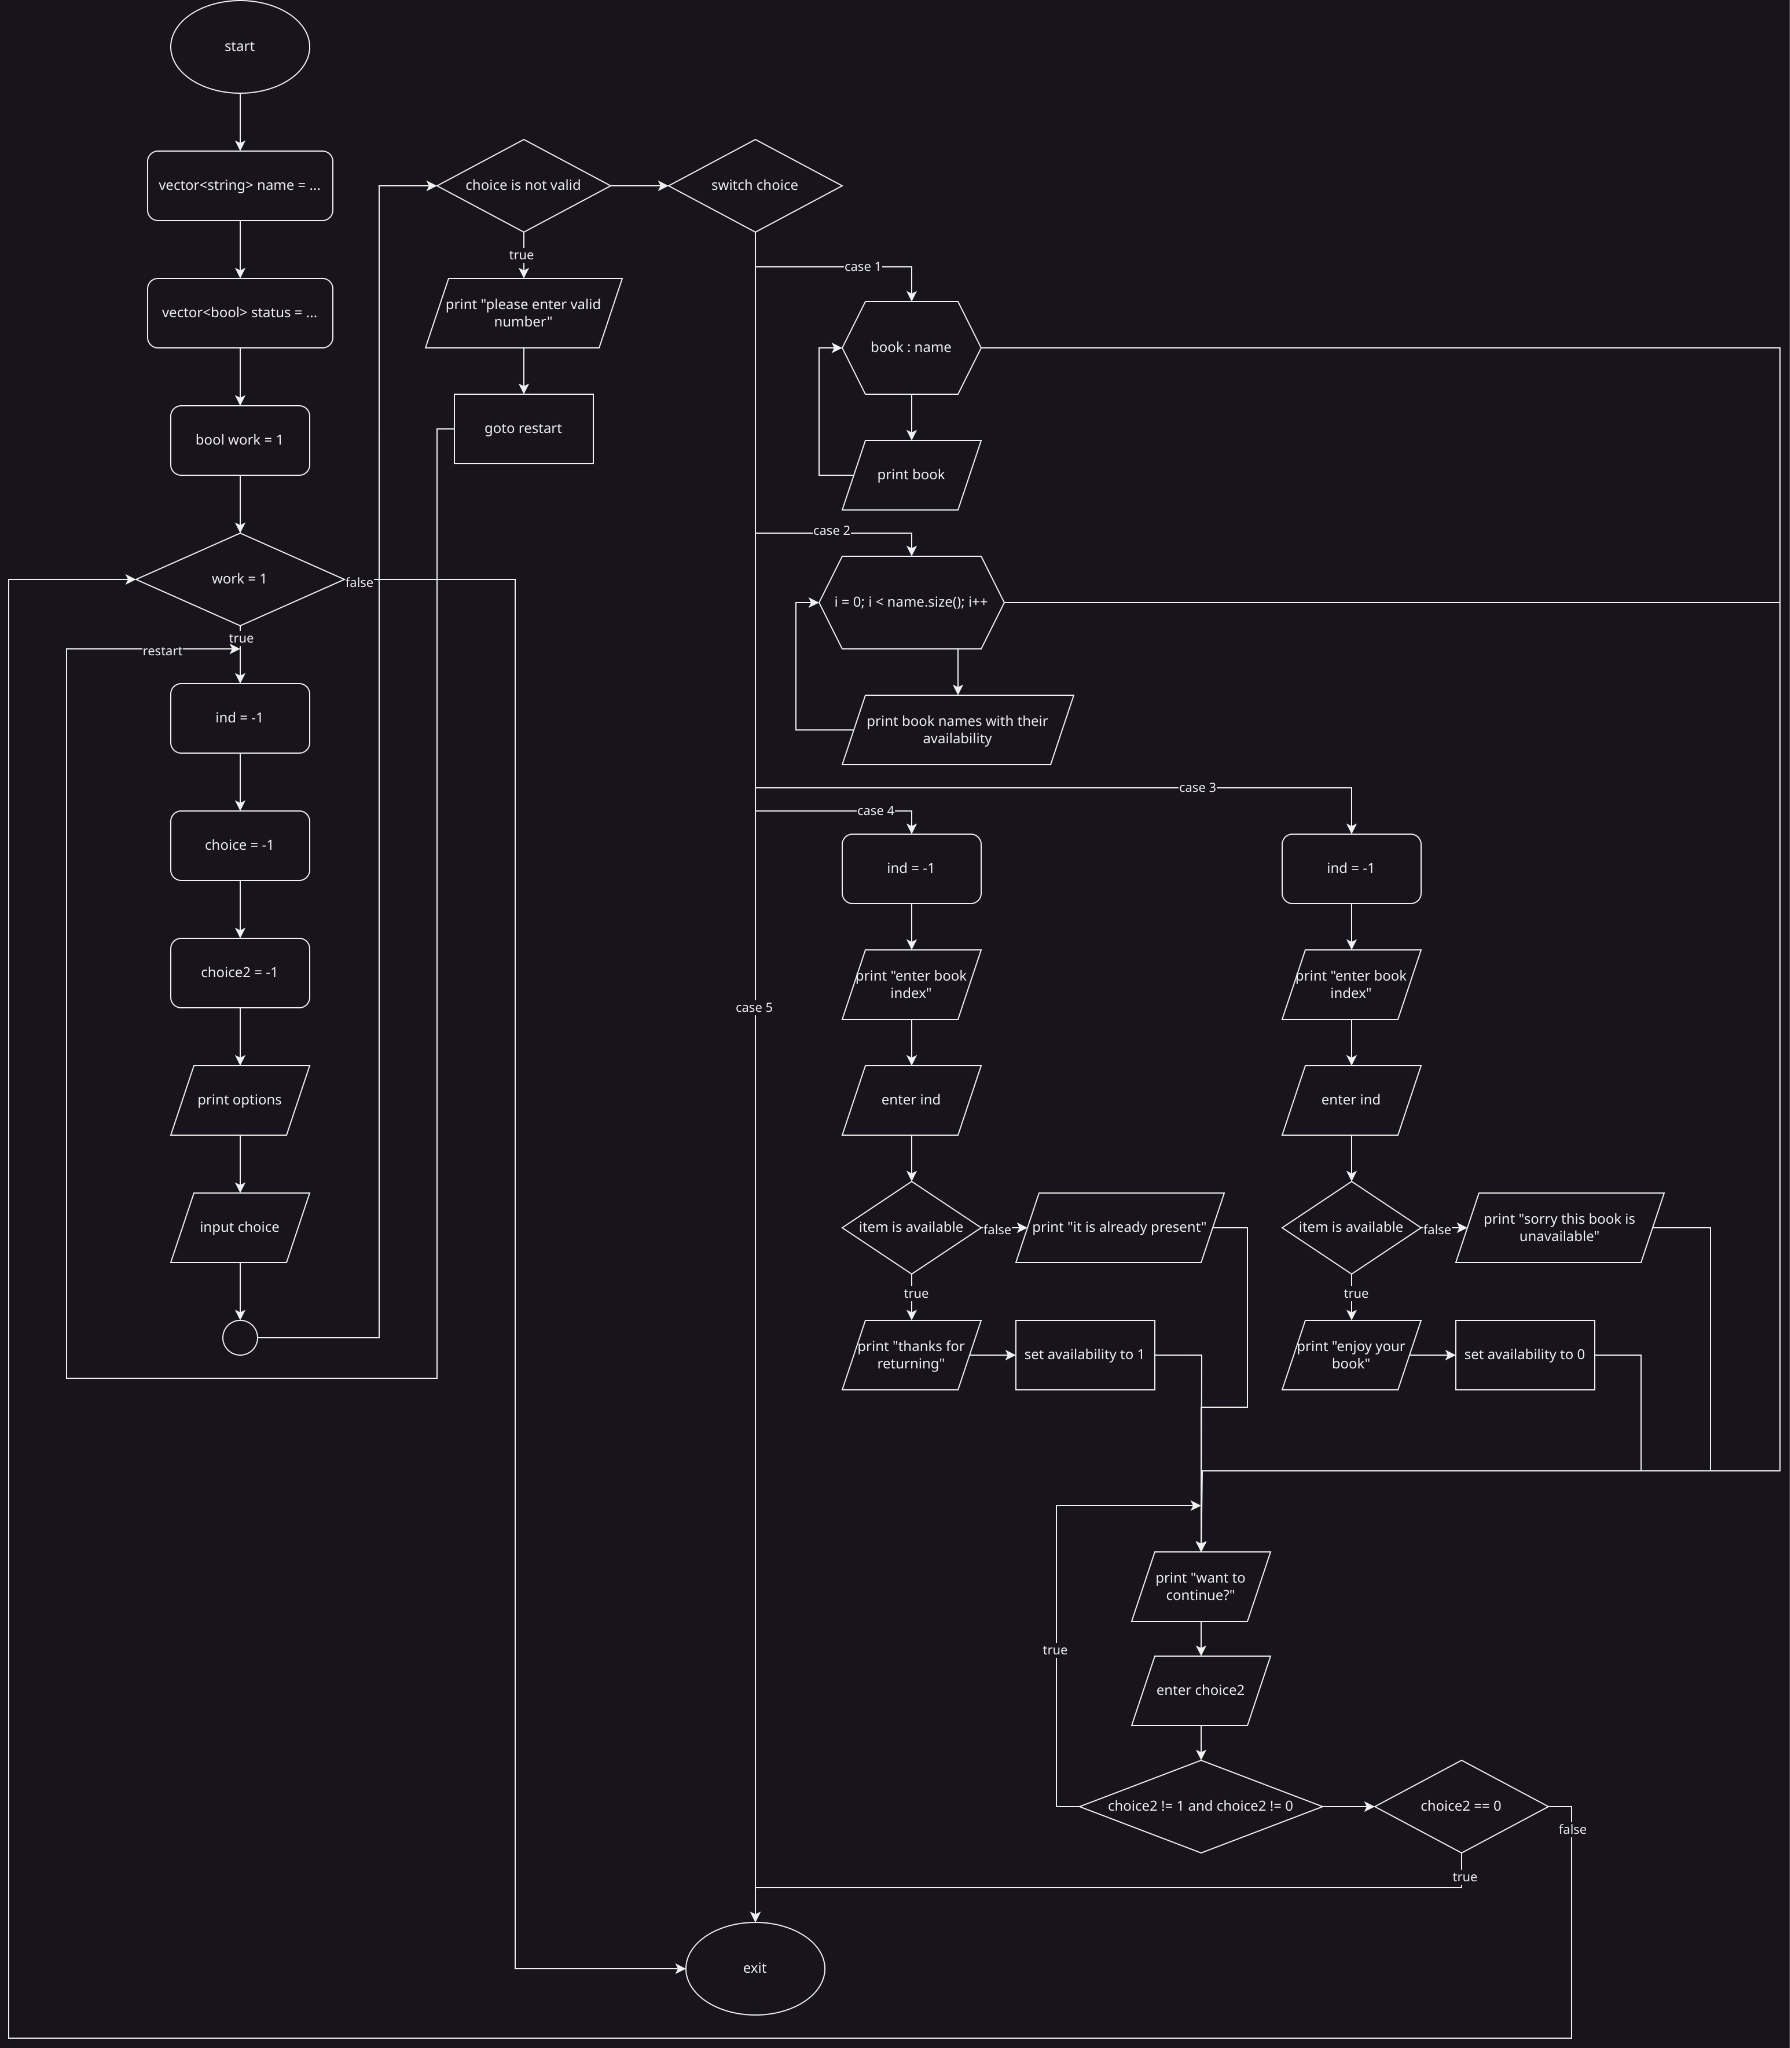 start
vector<string> name = ...
vector<bool> status = ...
bool work = 1
work = 1
false
true
restart
ind = -1
choice = -1
choice2 = -1
print options
input choice
choice is not valid
true
print "please enter valid
number"
goto restart
switch choice
case 1
book : name
print book
case 2
i = 0; i < name.size(); i++
print book names with their
availability
case 3
case 4
case 5
ind = -1
print "enter book
index"
enter ind
item is available
false
print "it is already present"
true
print "thanks for
returning"
set availability to 1
ind = -1
print "enter book
index"
enter ind
item is available
false
print "sorry this book is
unavailable"
true
print "enjoy your
book"
set availability to 0
print "want to
continue?"
true
enter choice2
choice2 != 1 and choice2 != 0
choice2 == 0
false
true
exit